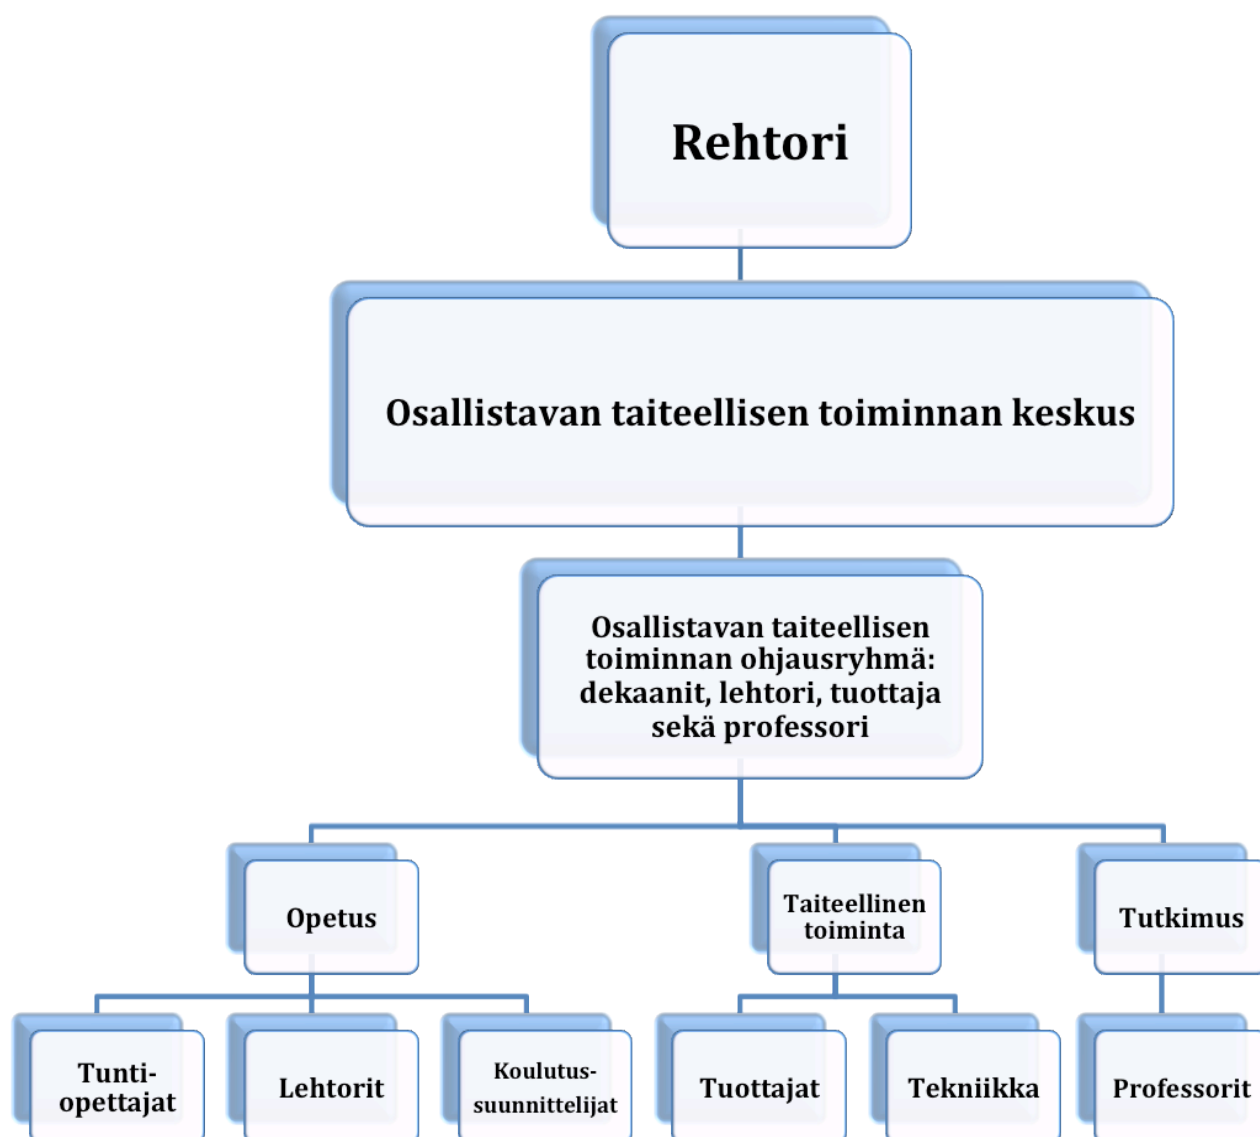 Rehtori
Osallistavan taiteellisen toiminnan keskus
Osallistavan taiteellisen
toiminnan ohjausryhmä:
dekaanit, lehtori, tuottaja
sekä professori
Opetus
Taiteellinen
toiminta
Tutkimus
Tunti-
opettajat
Lehtorit
Koulutus-
suunnittelijat
Tuottajat
Tekniikka
Professorit